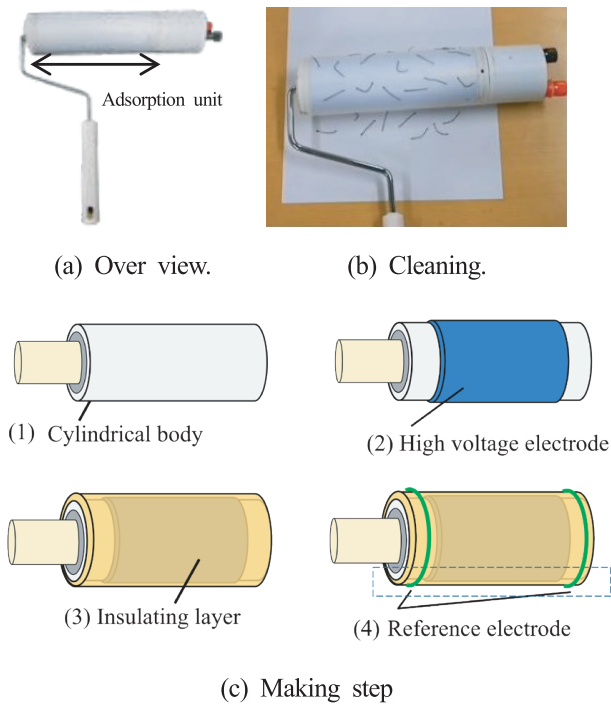 Adsorption unit
(a) Over view.
(b) Cleaning.
(1) Cylindrical body
(2) High voltage electrode
(3) Insulating layer
(4) Reference electrode
(c) Making step